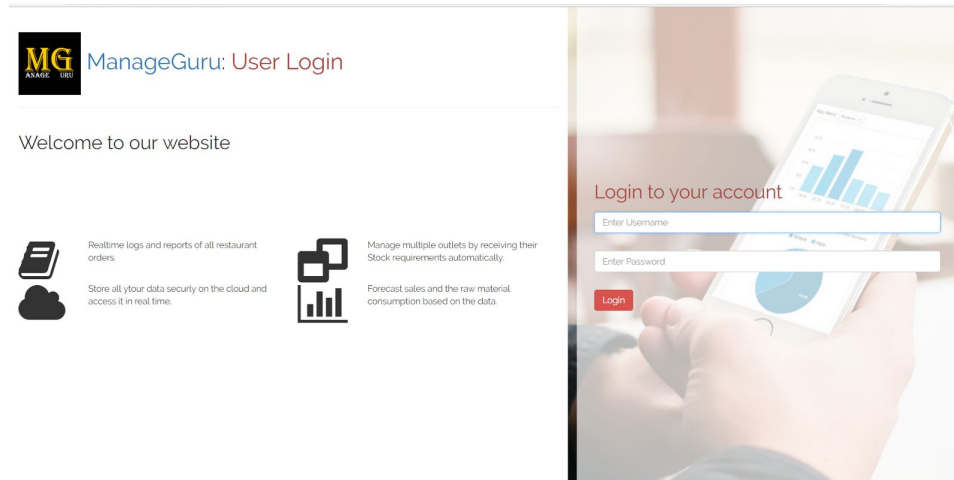 MG
ANAGE URU
ManageGuru: User Login
Welcome to our website
Realtime logs and reports of all restaurant
orders.
Store all ytour data securly on the cloud and
access it in real time.
Manage multiple outlets by receiving their
Stock requirements automatically.
Forecast sales and the raw material
consumption based on the data.
Login to your account
Enter Username
Enter Password
Login